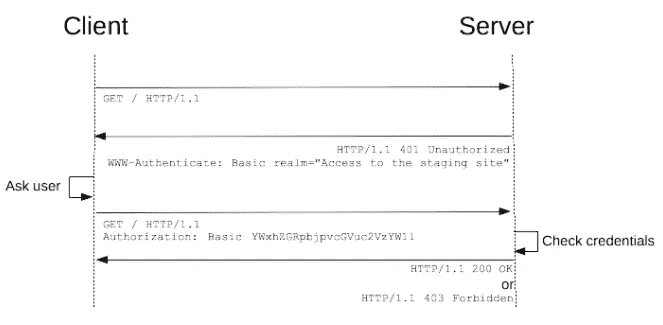 Client
Server
GET / HTTP/1.1
HTTP/1.1 401 Unauthorized
WWW-Authenticate: Basic realm="Access to the staging site"
Ask user
GET / HTTP/1.1
Authorization: Basic YWxhZGRpbjpvcGVuc2VzYW1l
Check credentials
HTTP/1.1 200 OK
or
HTTP/1.1 403 Forbidden